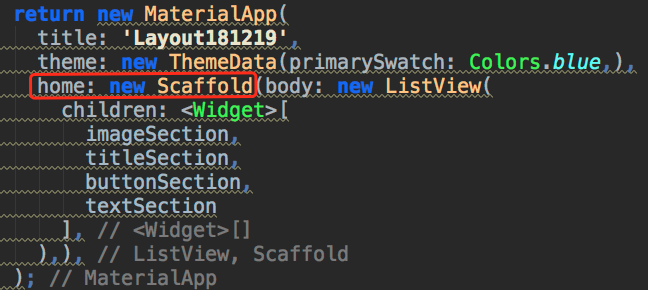 return new MaterialApp(
title: 'Layout181219',
theme: new ThemeData(primarySwatch: Colors.blue,),
home: new Scaffold(body: new ListView(
children: <Widget>[
imageSection,
titleSection,
buttonSection,
textSection
], // <Widget>[]
),), // ListView, Scaffold
); // MaterialApp